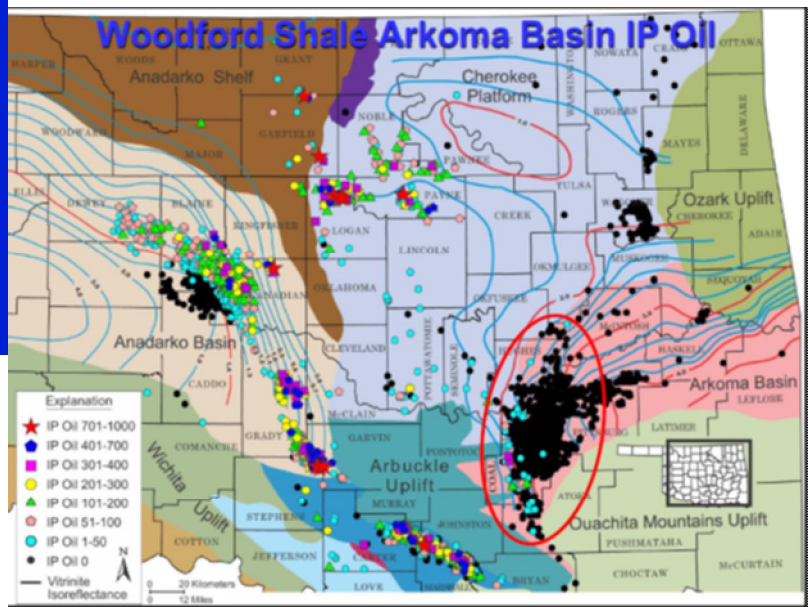 Woodford Shale Arkoma Basin IP Oil
HARPER
WOODS
GRANT
NOWATA
CRAIG
OTTAWA
Anadarko Shelf
Cherokee
Platform
WASHINGTON
ROGERS
NOBLE
MAYES
DELAWARE
WOODWARD
GARFIELD
PAWNEE
MAJOR
ELLIS
DEWEY
BLAINE
KINGFISHER
PAYNE
TULSA
Ozark Uplift
CHEROKEE
LOGAN
CREEK
ADAIR
LINCOLN
MUSKOGEE
OKMULGEE
SEQUOYAH
CANADIAN
OKLAHOMA
OKFUSKEE
McINTOSH
Anadarko Basin
CLEVELAND
POTTAWATOMIE
SEMINOLE
HUGHES
HASKELL
CADDO
Arkoma Basin
LEFLORE
McCLAIN
Explanation
IP Oil 701-1000
IP Oil 401-700
IP Oil 301-400
IP Oil 201-300
IP Oil 101-200
IP Oil 51-100
IP Oil 1-50
IP Oil 0
Vitrinite
Isoreflectance
N
20 Kilometers
12 Miles
0
0
GRADY
GARVIN
LATIMER
COMANCHE
PONTOTOC
COAL
Arbuckle
Uplift
Wichita
Uplift
ATOKA
MURRAY
STEPHENS
JOHNSTON
Ouachita Mountains Uplift
COTTON
PUSHMATAHA
JEFFERSON
CARTER
McCURTAIN
CHOCTAW
LOVE
BRYAN